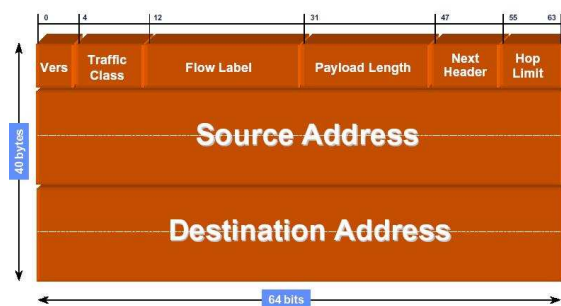 0 4 12 31 47 55 63
Vers Traffic Class Flow Label Payload Length Next Header Hop Limit
Source Address
40 bytes
Destination Address
64 bits